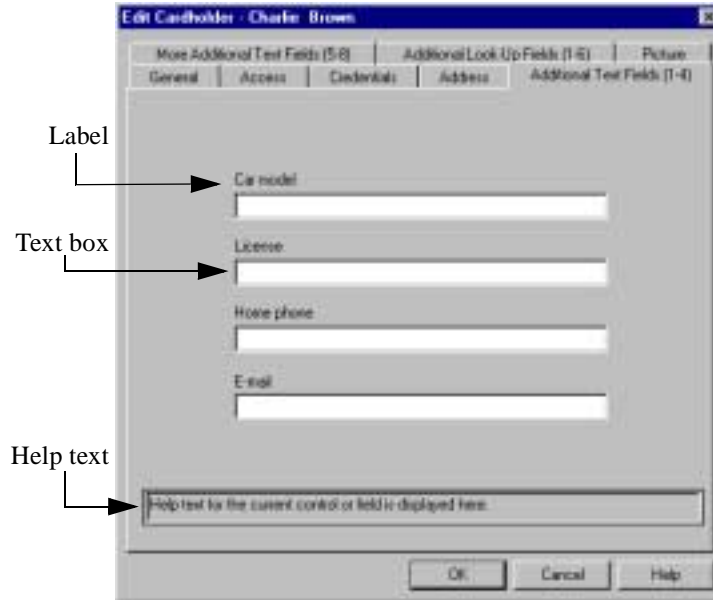 Edit Cardholder - Charlie Brown
More Additional Text Fields (5-8) Additional Look Up Fields (1-6) Picture
General Access Credentials Address Additional Text Fields (1-4)
Label
Car model
Text box
License
Home phone
E-mail
Help text
Help text for the current control or field is displayed here.
OK Cancel Help